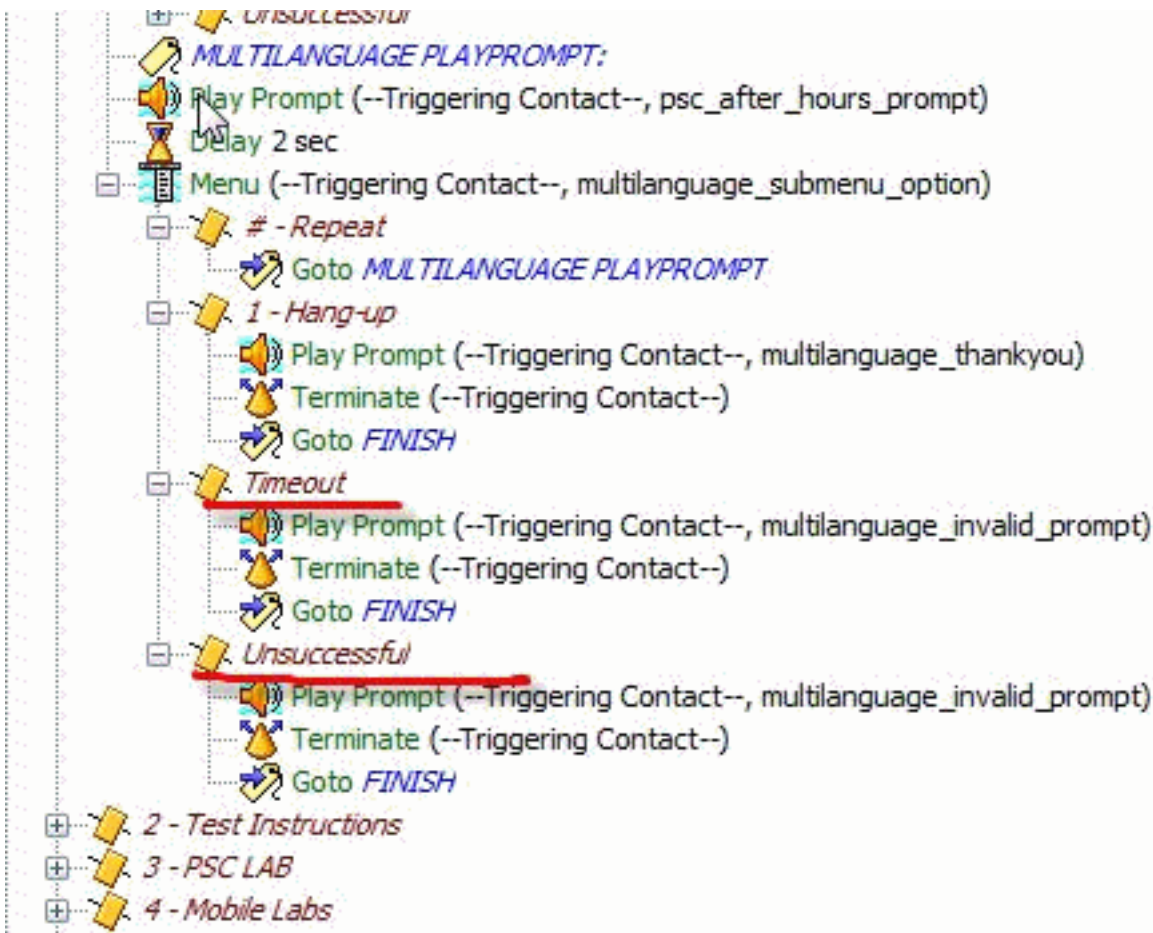 Unsuccessful
MULTILANGUAGE PLAYPROMPT:
Play Prompt (--Triggering Contact--, psc_after_hours_prompt)
Delay 2 sec
Menu (--Triggering Contact--, multilanguage_submenu_option)
# - Repeat
Goto MULTILANGUAGE PLAYPROMPT
1 - Hang-up
Play Prompt (--Triggering Contact--, multilanguage_thankyou)
Terminate (--Triggering Contact--)
Goto FINISH
Timeout
Play Prompt (--Triggering Contact--, multilanguage_invalid_prompt)
Terminate (--Triggering Contact--)
Goto FINISH
Unsuccessful
Play Prompt (--Triggering Contact--, multilanguage_invalid_prompt)
Terminate (--Triggering Contact--)
Goto FINISH
2 - Test Instructions
3 - PSC LAB
4 - Mobile Labs